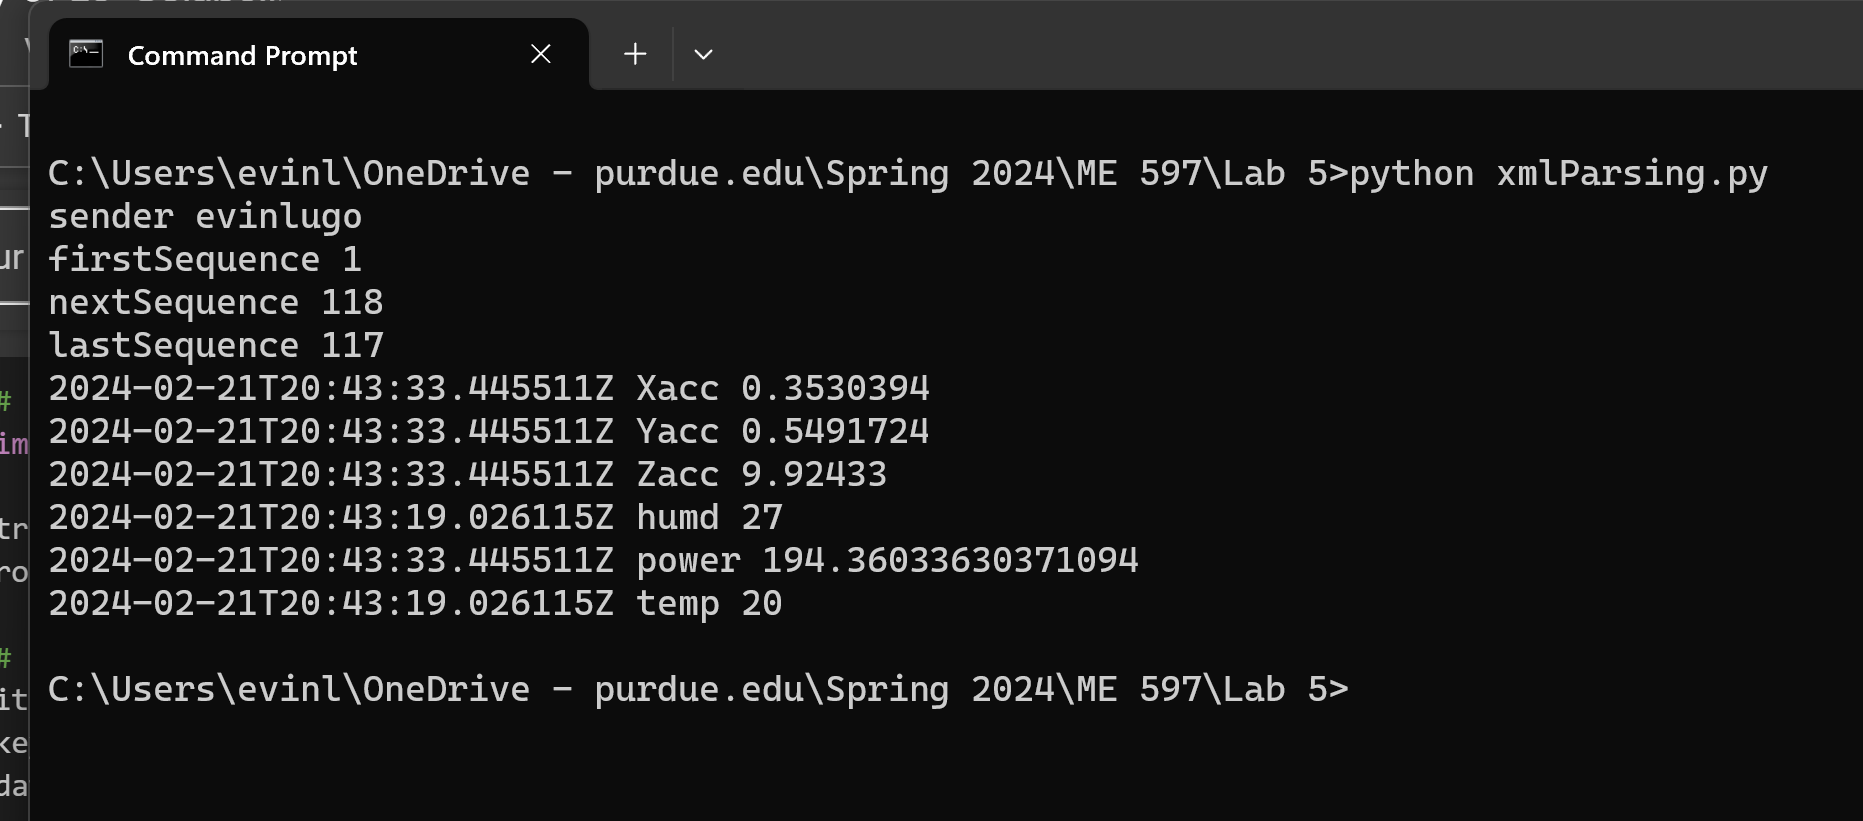 Command Prompt
C:\Users\evinl\OneDrive - purdue.edu\Spring 2024\ME 597\Lab 5>python xmlParsing.py
sender evinlugo
firstSequence 1
nextSequence 118
lastSequence 117
2024-02-21T20:43:33.445511Z Xacc 0.3530394
2024-02-21T20:43:33.445511Z Yacc 0.5491724
2024-02-21T20:43:33.445511Z Zacc 9.92433
2024-02-21T20:43:19.026115Z humd 27
2024-02-21T20:43:33.445511Z power 194.36033630371094
2024-02-21T20:43:19.026115Z temp 20
C:\Users\evinl\OneDrive - purdue.edu\Spring 2024\ME 597\Lab 5>